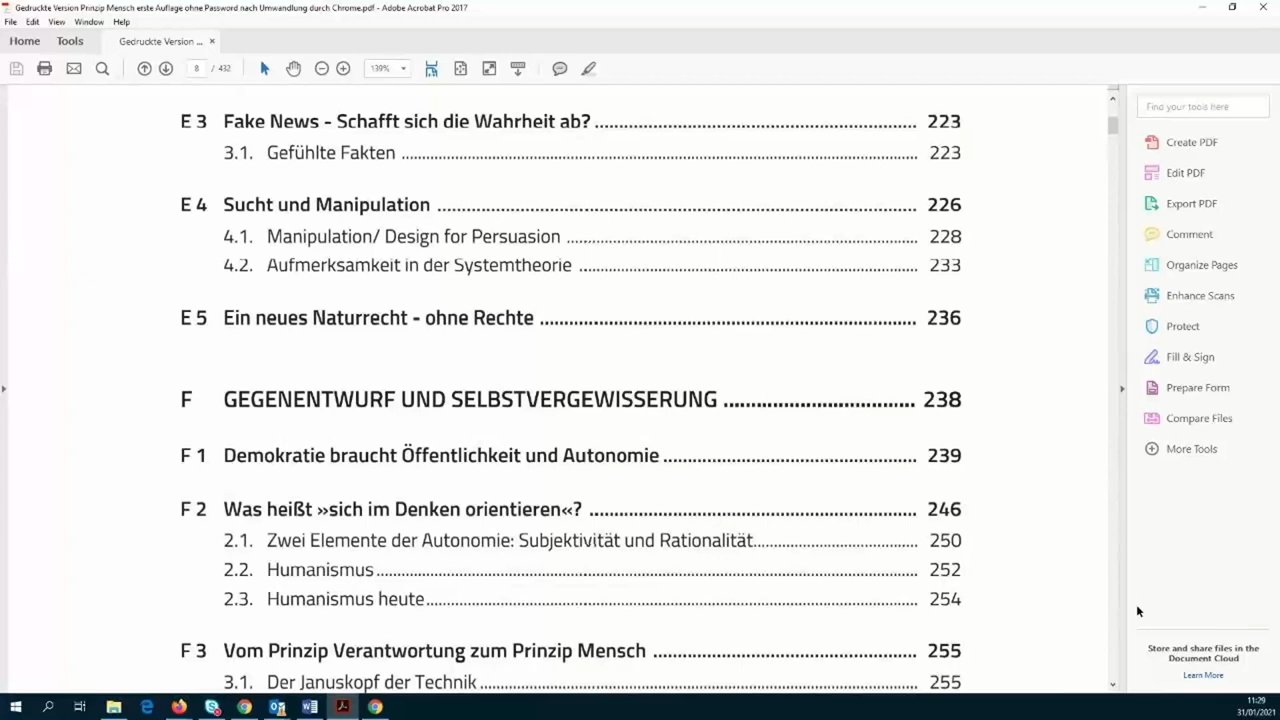 Gedruckte Version Prinzip Mensch erste Auflage ohne Password nach Umwandlung durch Chrome.pdf - Adobe Acrobat Pro 2017
File Edit View Window Help
Home Tools Gedruckte Version ... ×
8 / 432 139%
E 3 Fake News - Schafft sich die Wahrheit ab? 223
3.1. Gefühlte Fakten 223
E 4 Sucht und Manipulation 226
4.1. Manipulation/ Design for Persuasion 228
4.2. Aufmerksamkeit in der Systemtheorie 233
E 5 Ein neues Naturrecht - ohne Rechte 236
F GEGENENTWURF UND SELBSTVERGEWISSERUNG 238
F 1 Demokratie braucht Öffentlichkeit und Autonomie 239
F 2 Was heißt »sich im Denken orientieren«? 246
2.1. Zwei Elemente der Autonomie: Subjektivität und Rationalität 250
2.2. Humanismus 252
2.3. Humanismus heute 254
F 3 Vom Prinzip Verantwortung zum Prinzip Mensch 255
3.1. Der Januskopf der Technik 255
Find your tools here
Create PDF
Edit PDF
Export PDF
Comment
Organize Pages
Enhance Scans
Protect
Fill & Sign
Prepare Form
Compare Files
More Tools
Store and share files in the
Document Cloud
Learn More
11:29
31/01/2021